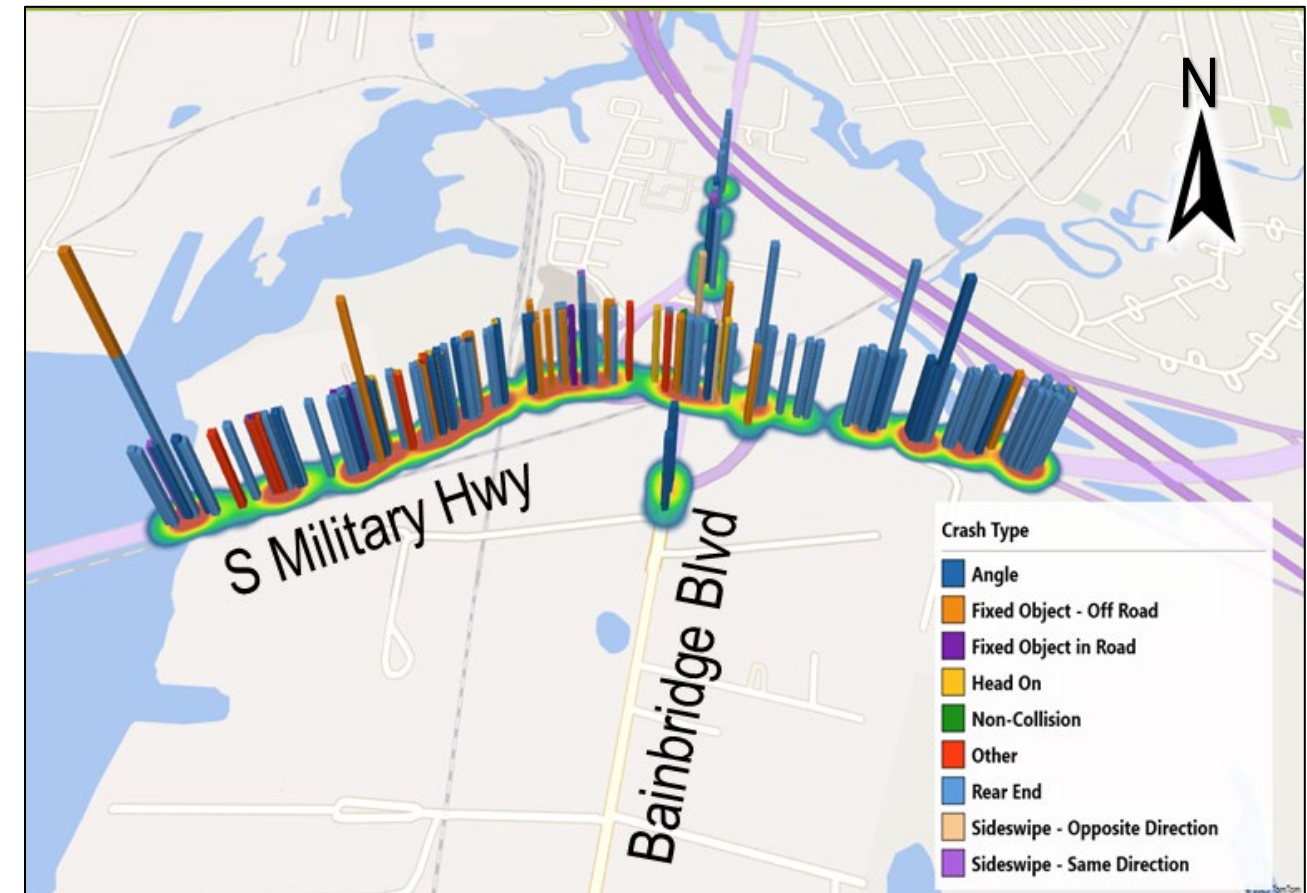 N
S Military Hwy
Bainbridge Blvd
Crash Type
Angle
Fixed Object - Off Road
Fixed Object in Road
Head On
Non-Collision
Other
Rear End
Sideswipe - Opposite Direction
Sideswipe - Same Direction